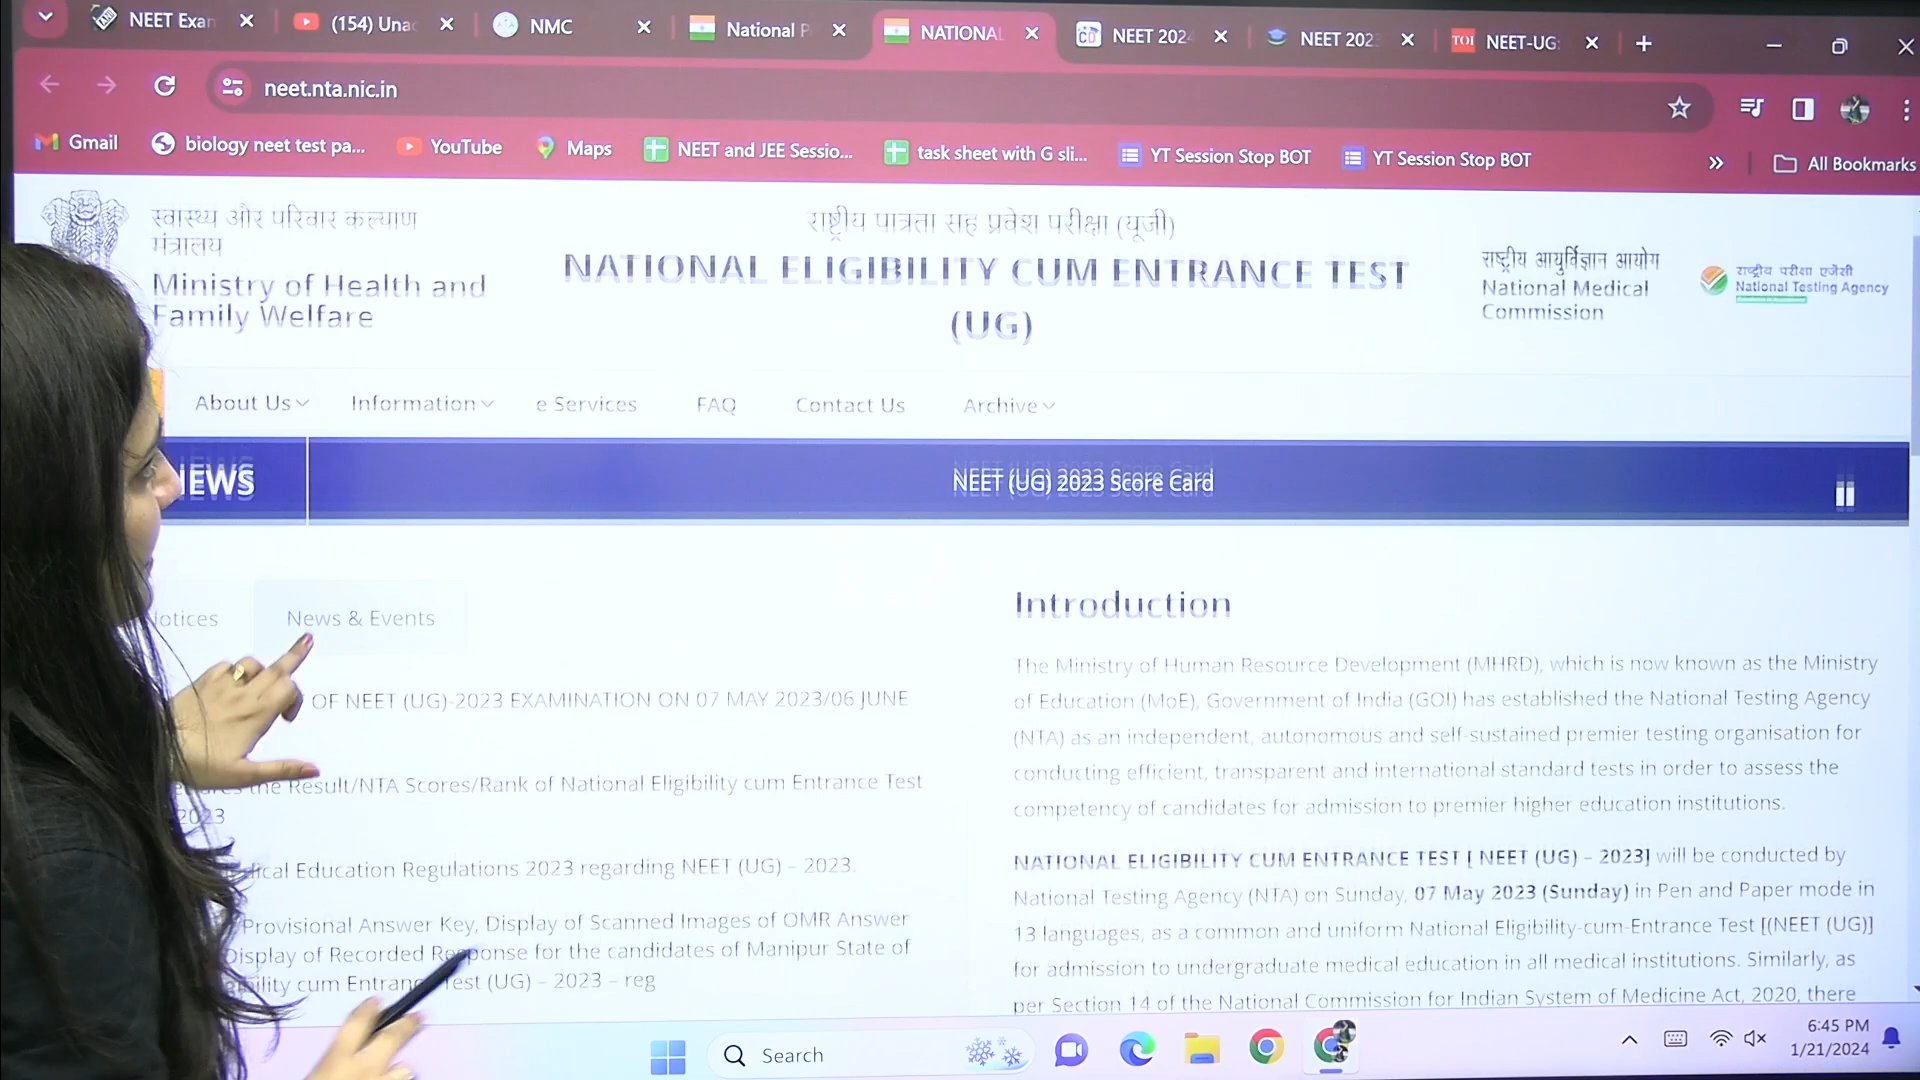 NEET Exan
(154) Unac
NMC
National P
NATIONAL
NEET 2024
NEET 2023
TOI NEET-UG:
neet.nta.nic.in
Gmail
biology neet test pa...
YouTube
Maps
NEET and JEE Sessio...
task sheet with G sli...
YT Session Stop BOT
YT Session Stop BOT
All Bookmarks
स्वास्थ्य और परिवार कल्याण
मंत्रालय
Ministry of Health and
Family Welfare
राष्ट्रीय पात्रता सह प्रवेश परीक्षा (यूजी)
NATIONAL ELIGIBILITY CUM ENTRANCE TEST
(UG)
राष्ट्रीय आयुर्विज्ञान आयोग
National Medical
Commission
राष्ट्रीय परीक्षा एजेंसी
National Testing Agency
About Us
Information
e Services
FAQ
Contact Us
Archive
NEWS
NEET (UG) 2023 Score Card
Notices
News & Events
OF NEET (UG)-2023 EXAMINATION ON 07 MAY 2023/06 JUNE
the Result/NTA Scores/Rank of National Eligibility cum Entrance Test
2023
dical Education Regulations 2023 regarding NEET (UG) – 2023.
Provisional Answer Key, Display of Scanned Images of OMR Answer
Display of Recorded Response for the candidates of Manipur State of
ibility cum Entrance Test (UG) – 2023 – reg
Introduction
The Ministry of Human Resource Development (MHRD), which is now known as the Ministry
of Education (MoE), Government of India (GOI) has established the National Testing Agency
(NTA) as an independent, autonomous and self-sustained premier testing organisation for
conducting efficient, transparent and international standard tests in order to assess the
competency of candidates for admission to premier higher education institutions.
NATIONAL ELIGIBILITY CUM ENTRANCE TEST [ NEET (UG) – 2023] will be conducted by
National Testing Agency (NTA) on Sunday, 07 May 2023 (Sunday) in Pen and Paper mode in
13 languages, as a common and uniform National Eligibility-cum-Entrance Test [(NEET (UG)]
for admission to undergraduate medical education in all medical institutions. Similarly, as
per Section 14 of the National Commission for Indian System of Medicine Act, 2020, there
Search
6:45 PM
1/21/2024